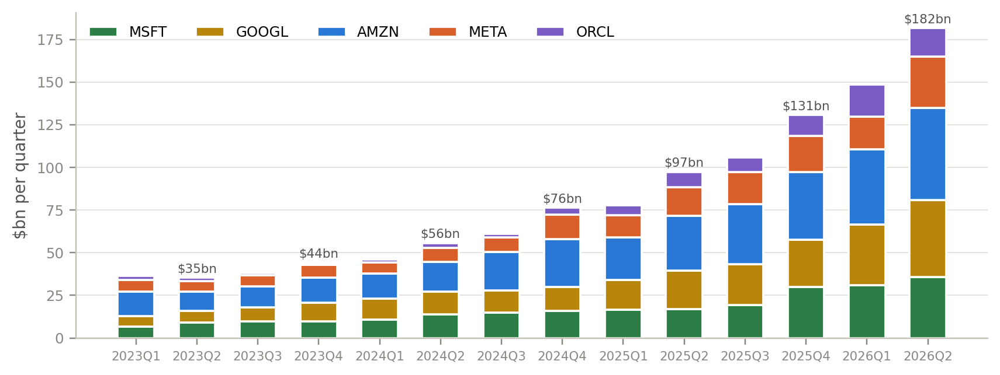 MSFT GOOGL AMZN META ORCL
$bn per quarter
175
150
125
100
75
50
25
0
$35bn
$44bn
$56bn
$76bn
$97bn
$131bn
$182bn
2023Q1 2023Q2 2023Q3 2023Q4 2024Q1 2024Q2 2024Q3 2024Q4 2025Q1 2025Q2 2025Q3 2025Q4 2026Q1 2026Q2